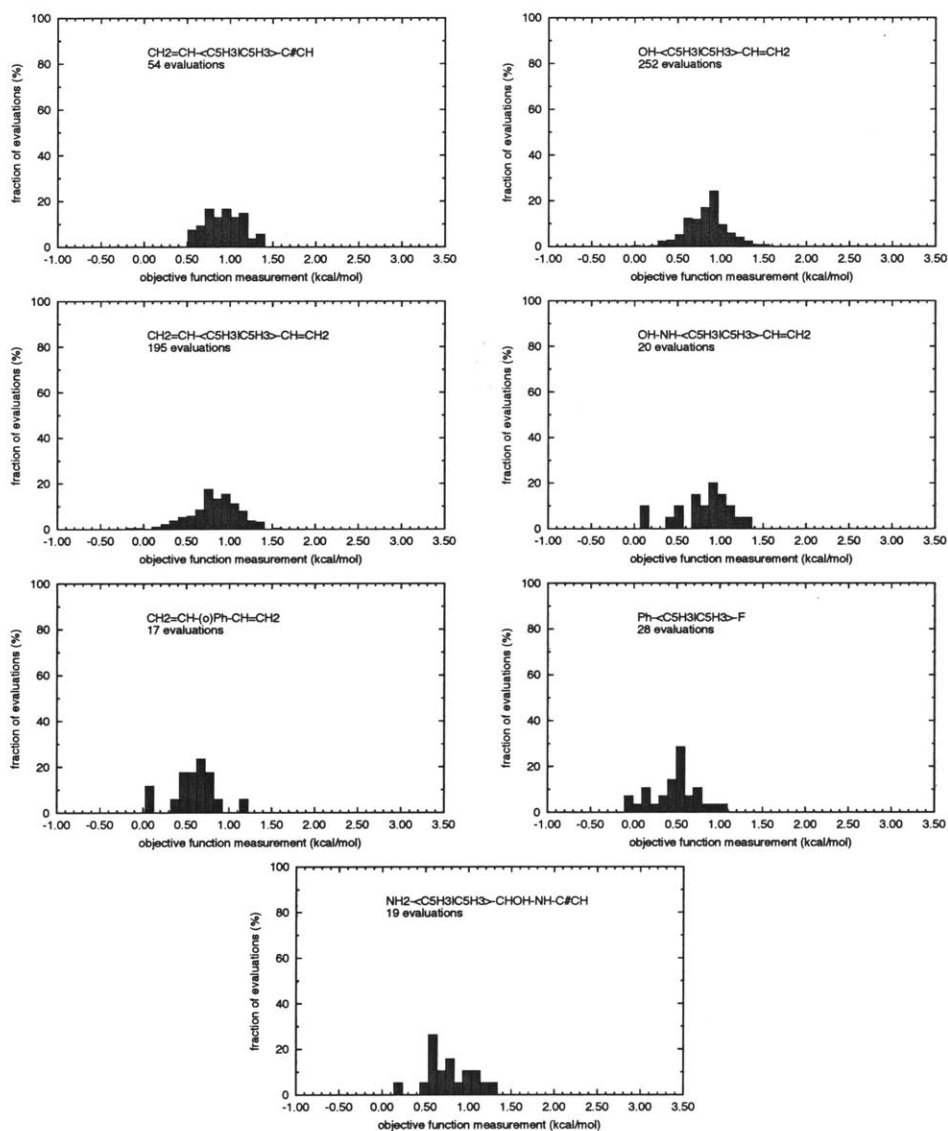 100
80
60
40
20
0
fraction of evaluations (%)
CH2=CH-<C5H3IC5H3>-C#CH
54 evaluations
-1.00 -0.50 0.00 0.50 1.00 1.50 2.00 2.50 3.00 3.50
objective function measurement (kcal/mol)
100
80
60
40
20
0
fraction of evaluations (%)
OH-<C5H3IC5H3>-CH=CH2
252 evaluations
-1.00 -0.50 0.00 0.50 1.00 1.50 2.00 2.50 3.00 3.50
objective function measurement (kcal/mol)
100
80
60
40
20
0
fraction of evaluations (%)
CH2=CH-<C5H3IC5H3>-CH=CH2
195 evaluations
-1.00 -0.50 0.00 0.50 1.00 1.50 2.00 2.50 3.00 3.50
objective function measurement (kcal/mol)
100
80
60
40
20
0
fraction of evaluations (%)
OH-NH-<C5H3IC5H3>-CH=CH2
20 evaluations
-1.00 -0.50 0.00 0.50 1.00 1.50 2.00 2.50 3.00 3.50
objective function measurement (kcal/mol)
100
80
60
40
20
0
fraction of evaluations (%)
CH2=CH-(o)Ph-CH=CH2
17 evaluations
-1.00 -0.50 0.00 0.50 1.00 1.50 2.00 2.50 3.00 3.50
objective function measurement (kcal/mol)
100
80
60
40
20
0
fraction of evaluations (%)
Ph-<C5H3IC5H3>-F
28 evaluations
-1.00 -0.50 0.00 0.50 1.00 1.50 2.00 2.50 3.00 3.50
objective function measurement (kcal/mol)
100
80
60
40
20
0
fraction of evaluations (%)
NH2-<C5H3IC5H3>-CHOH-NH-C#CH
19 evaluations
-1.00 -0.50 0.00 0.50 1.00 1.50 2.00 2.50 3.00 3.50
objective function measurement (kcal/mol)